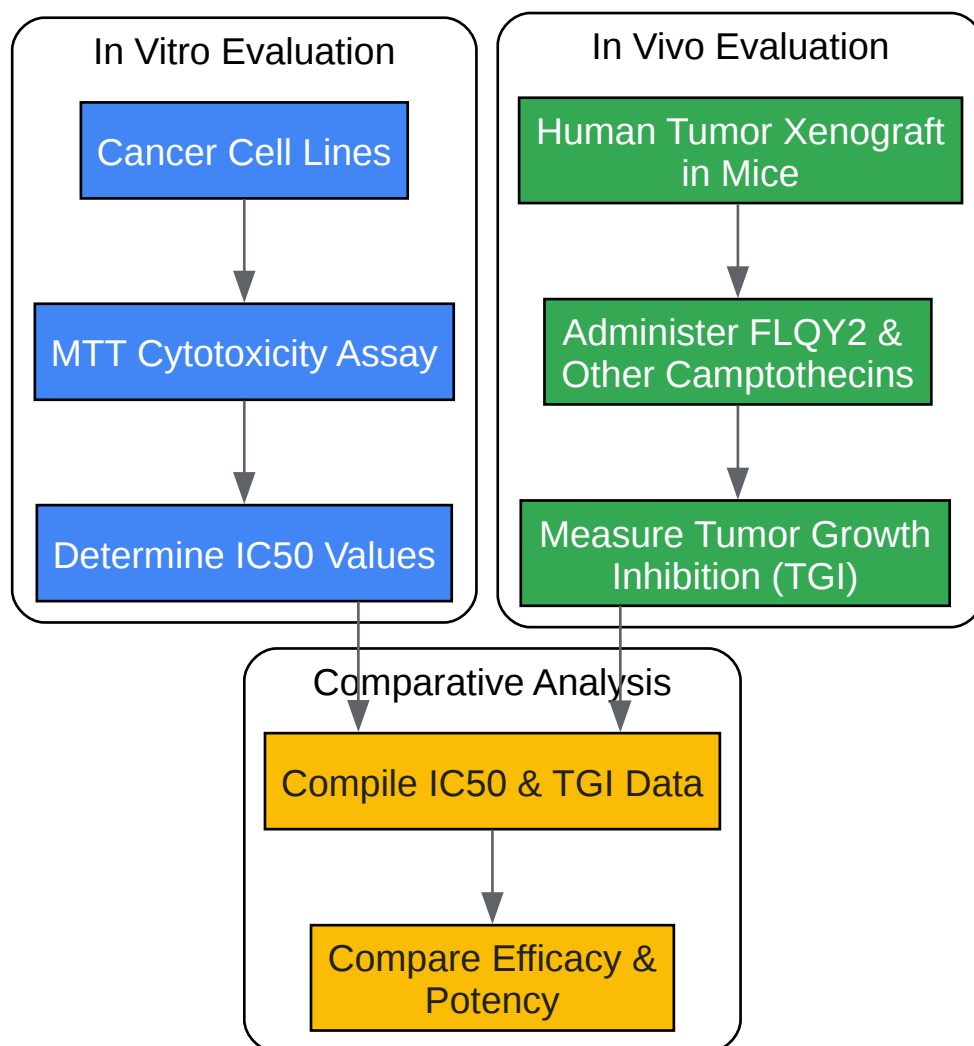 In Vitro Evaluation
Cancer Cell Lines
MTT Cytotoxicity Assay
Determine IC50 Values
In Vivo Evaluation
Human Tumor Xenograft
in Mice
Administer FLQY2 &
Other Camptothecins
Measure Tumor Growth
Inhibition (TGI)
Comparative Analysis
Compile IC50 & TGI Data
Compare Efficacy &
Potency